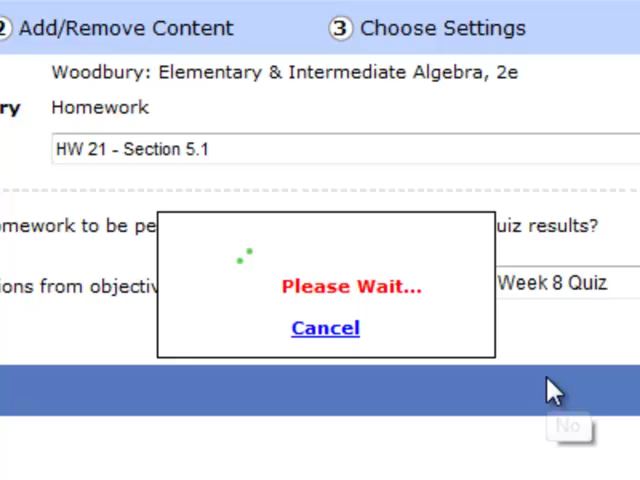 2 Add/Remove Content 3 Choose Settings
Woodbury: Elementary & Intermediate Algebra, 2e
ry Homework
HW 21 - Section 5.1
omework to be pe uiz results?
ions from objectiv Week 8 Quiz
Please Wait...
Cancel
No